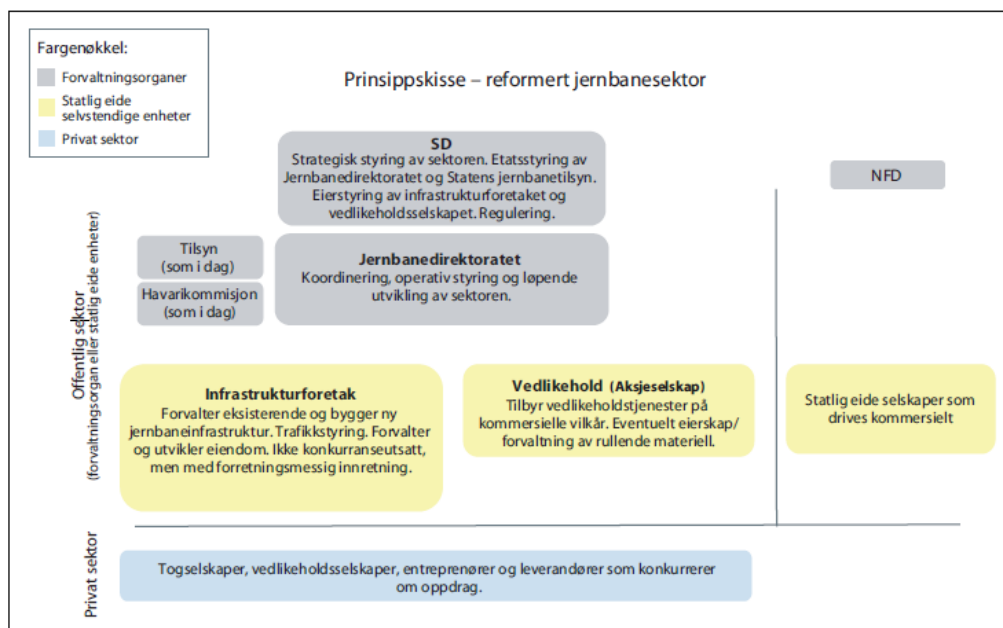 Fargenøkkel:
Forvaltningsorganer
Statlig eide
selvstendige enheter
Privat sektor
Prinsippskisse – reformert jernbanesektor
SD
Strategisk styring av sektoren. Etatsstyring av
Jernbanedirektoratet og Statens jernbanetilsyn.
Eierstyring av infrastrukturforetaket og
vedlikeholdsselskapet. Regulering.
NFD
Tilsyn
(som i dag)
Havarikommisjon
(som i dag)
Jernbanedirektoratet
Koordinering, operativ styring og løpende
utvikling av sektoren.
Offentlig sektor
(forvaltningsorgan eller statlig eide enheter)
Infrastrukturforetak
Forvalter eksisterende og bygger ny
jernbaneinfrastruktur. Trafikkstyring. Forvalter
og utvikler eiendom. Ikke konkurranseutsatt,
men med forretningsmessig innretning.
Vedlikehold (Aksjeselskap)
Tilbyr vedlikeholdstjenester på
kommersielle vilkår. Eventuelt eierskap/
forvaltning av rullende materiell.
Statlig eide selskaper som
drives kommersielt
Privat sektor
Togselskaper, vedlikeholdsselskaper, entreprenører og leverandører som konkurrerer
om oppdrag.